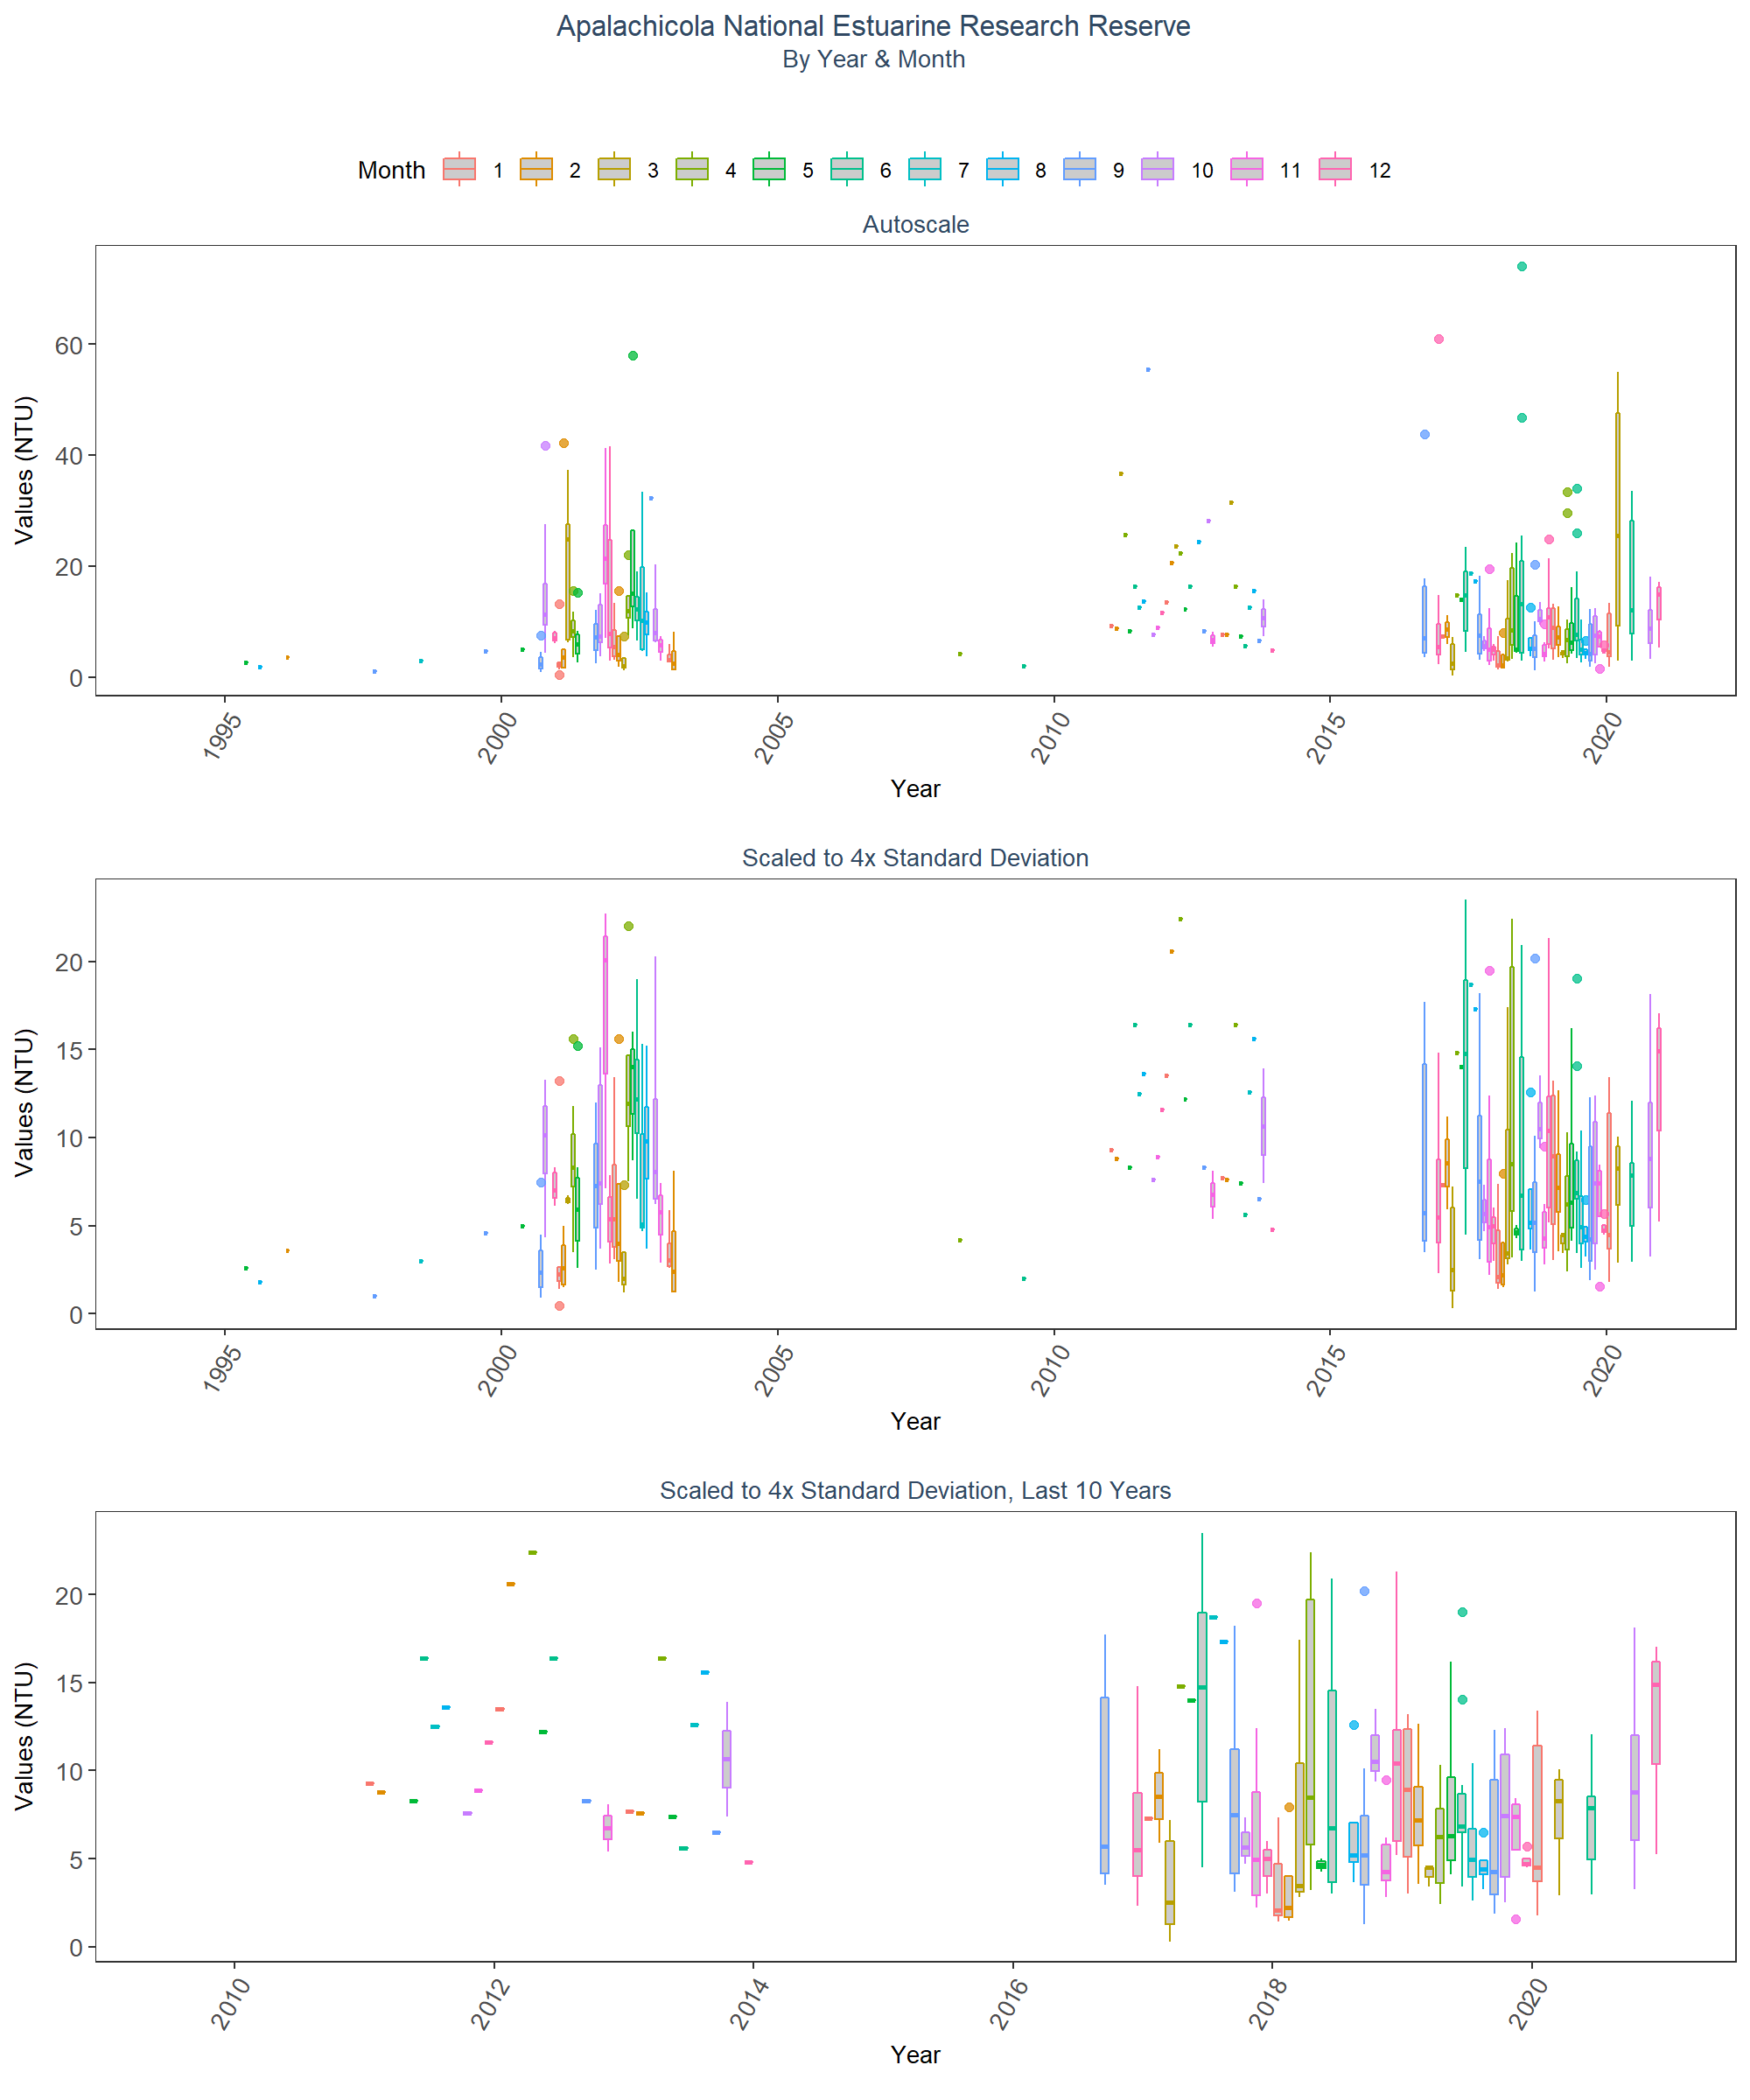 Apalachicola National Estuarine Research Reserve
By Year & Month
Month 1 2 3 4 5 6 7 8 9 10 11 12
Autoscale
Values (NTU)
60
40
20
0
1995 2000 2005 2010 2015 2020
Year
Scaled to 4x Standard Deviation
Values (NTU)
20
15
10
5
0
1995 2000 2005 2010 2015 2020
Year
Scaled to 4x Standard Deviation, Last 10 Years
Values (NTU)
20
15
10
5
0
2010 2012 2014 2016 2018 2020
Year